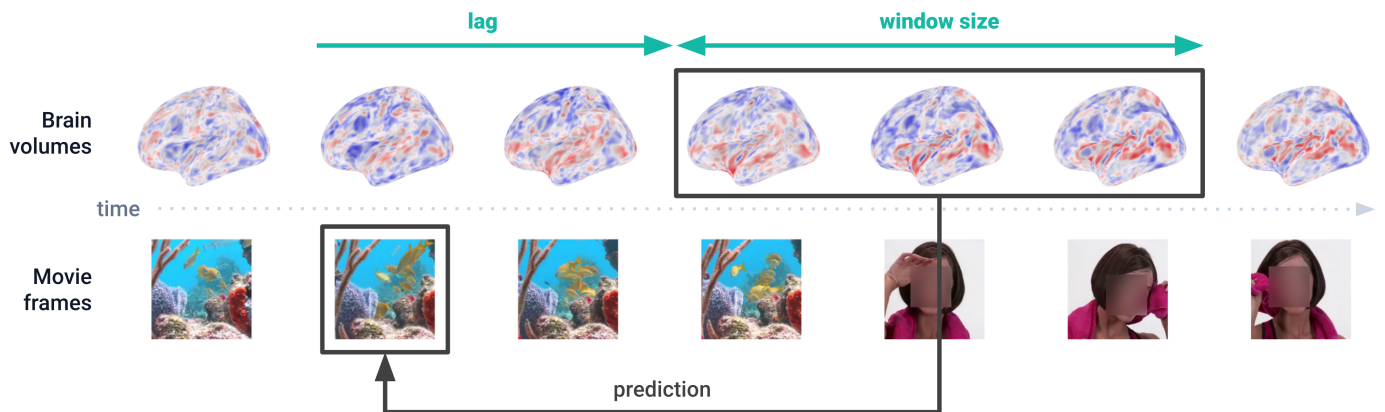 lag
window size
Brain
volumes
time
Movie
frames
prediction